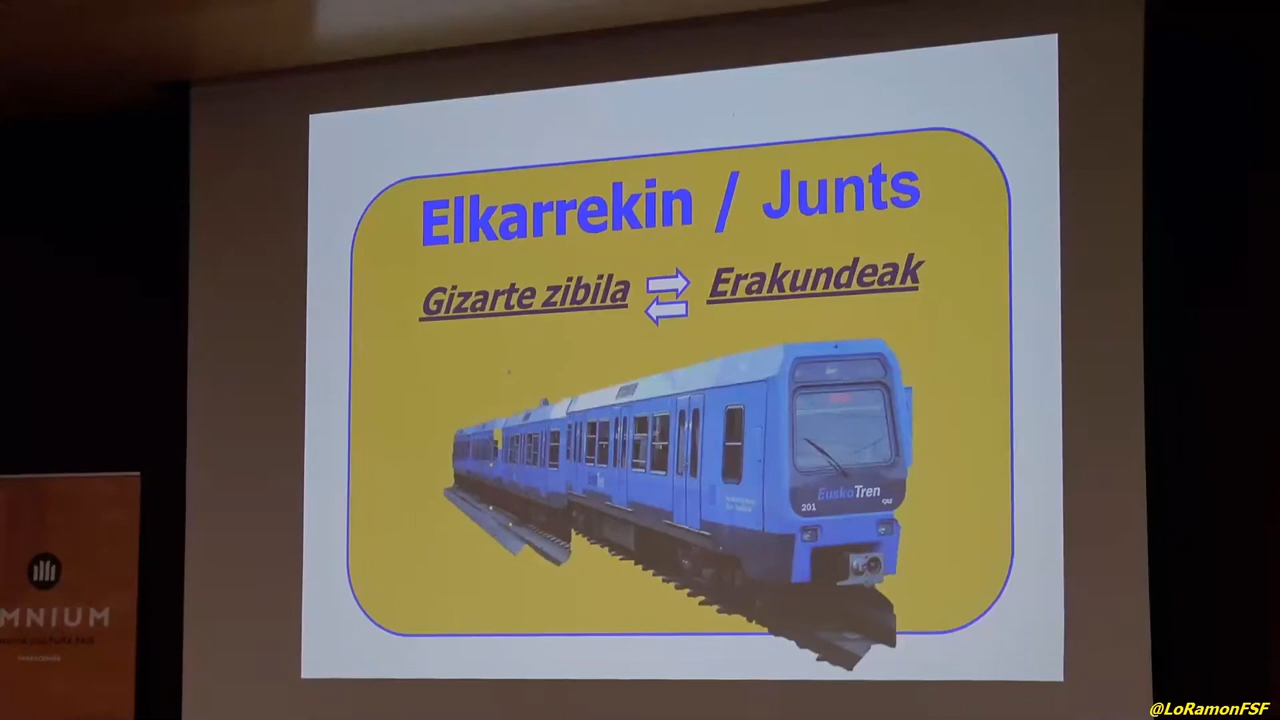 Elkarrekin / Junts
Gizarte zibila
Erakundeak
EuskoTren
201
MNIUM
@LoRamonFSF